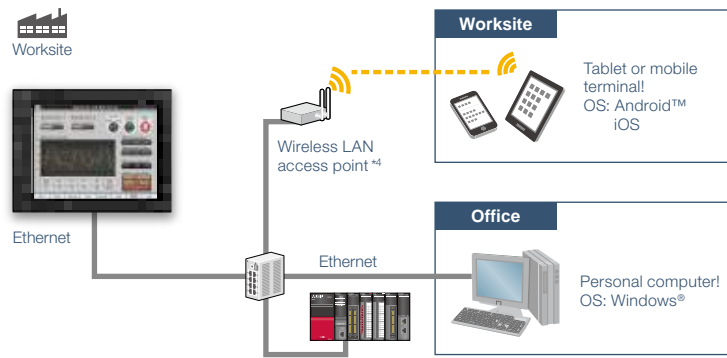 Worksite
Ethernet
Wireless LAN
access point *4
Ethernet
Worksite
Tablet or mobile
terminal!
OS: Android™
iOS
Office
Personal computer!
OS: Windows®